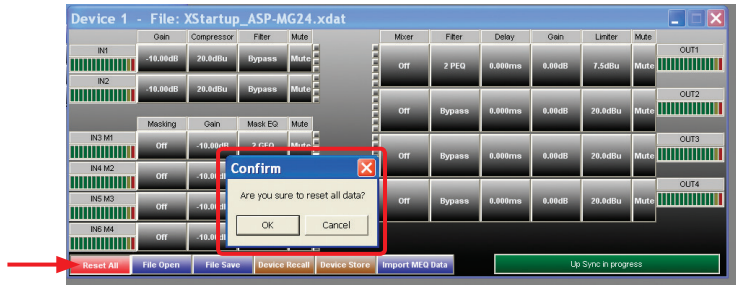 Device 1 - File: XStartup_ASP-MG24.xdat
Gain Compressor Filter Mute Mixer Filter Delay Gain Limiter Mute
IN1 -10.00dB 20.0dBu Bypass Mute Off 2 PEQ 0.000ms 0.00dB 7.5dBu Mute OUT1
IN2 -10.00dB 20.0dBu Bypass Mute Off Bypass 0.000ms 0.00dB 20.0dBu Mute OUT2
Masking Gain Mask EQ Mute
IN3 M1 Off -10.00dB 2 GEQ Mute Off Bypass 0.000ms 0.00dB 20.0dBu Mute OUT3
IN4 M2 Off -10.0
IN5 M3 Off -10.0 Off Bypass 0.000ms 0.00dB 20.0dBu Mute OUT4
IN6 M4 Off -10.0
Confirm
Are you sure to reset all data?
OK Cancel
Reset All File Open File Save Device Recall Device Store Import MEQ Data Up Sync in progress